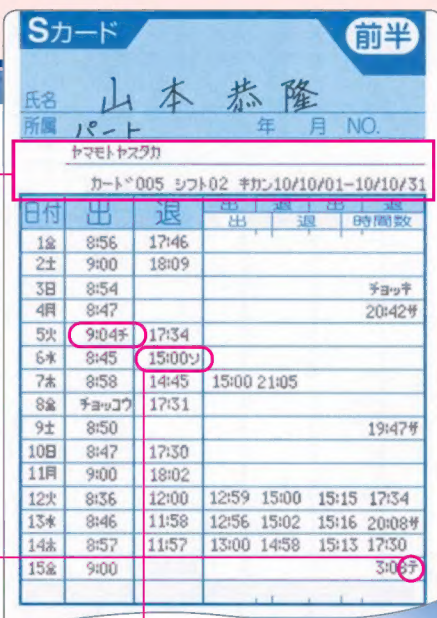 Sカード 前半
氏名 山本 恭隆
所属 パート 年 月 NO.
ヤマモトヤスタカ
カード005 シフト02 キカン10/10/01-10/10/31
日付 出 退 出 退 出 退
出 退 時間数
1金 8:56 17:46
2土 9:00 18:09
3日 8:54 チョッキ
4月 8:47 20:42サ
5火 9:04チ 17:34
6水 8:45 15:00ソ
7木 8:58 14:45 15:00 21:05
8金 チョッコウ 17:31
9土 8:50 19:47サ
10日 8:47 17:30
11月 9:00 18:02
12火 8:36 12:00 12:59 15:00 15:15 17:34
13水 8:46 11:58 12:56 15:02 15:16 20:08サ
14木 8:57 11:57 13:00 14:58 15:13 17:30
15金 9:00 3:08テ